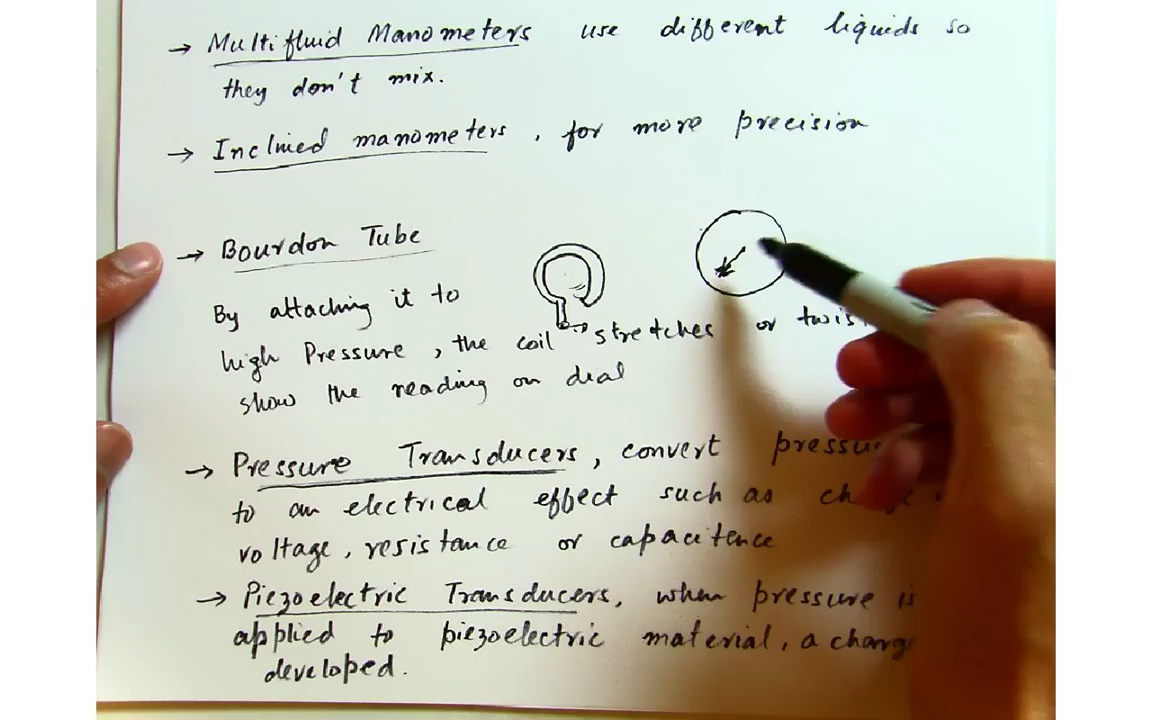 → Multifluid Manometers use different liquids so
they don't mix.
→ Inclined manometers, for more precision
→ Bourdon Tube
By attaching it to
high Pressure, the coil stretches or
show the reading on dial
→ Pressure Transducers, convert
to an electrical effect such as
voltage, resistance or capacitence
→ Piezoelectric Transducers, when pressure is
applied to piezoelectric material, a
developed.